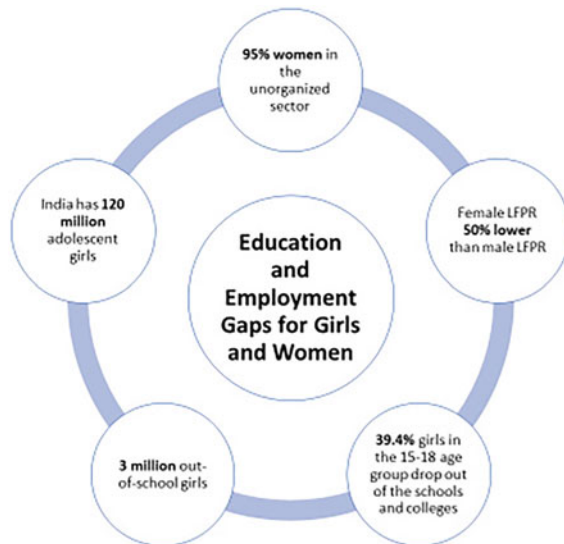 95% women in
the
unorganized
sector
Female LFPR
50% lower
than male LFPR
39.4% girls in
the 15-18 age
group drop out
of the schools
and colleges
3 million out-
of-school girls
India has 120
million
adolescent
girls
Education
and
Employment
Gaps for Girls
and Women